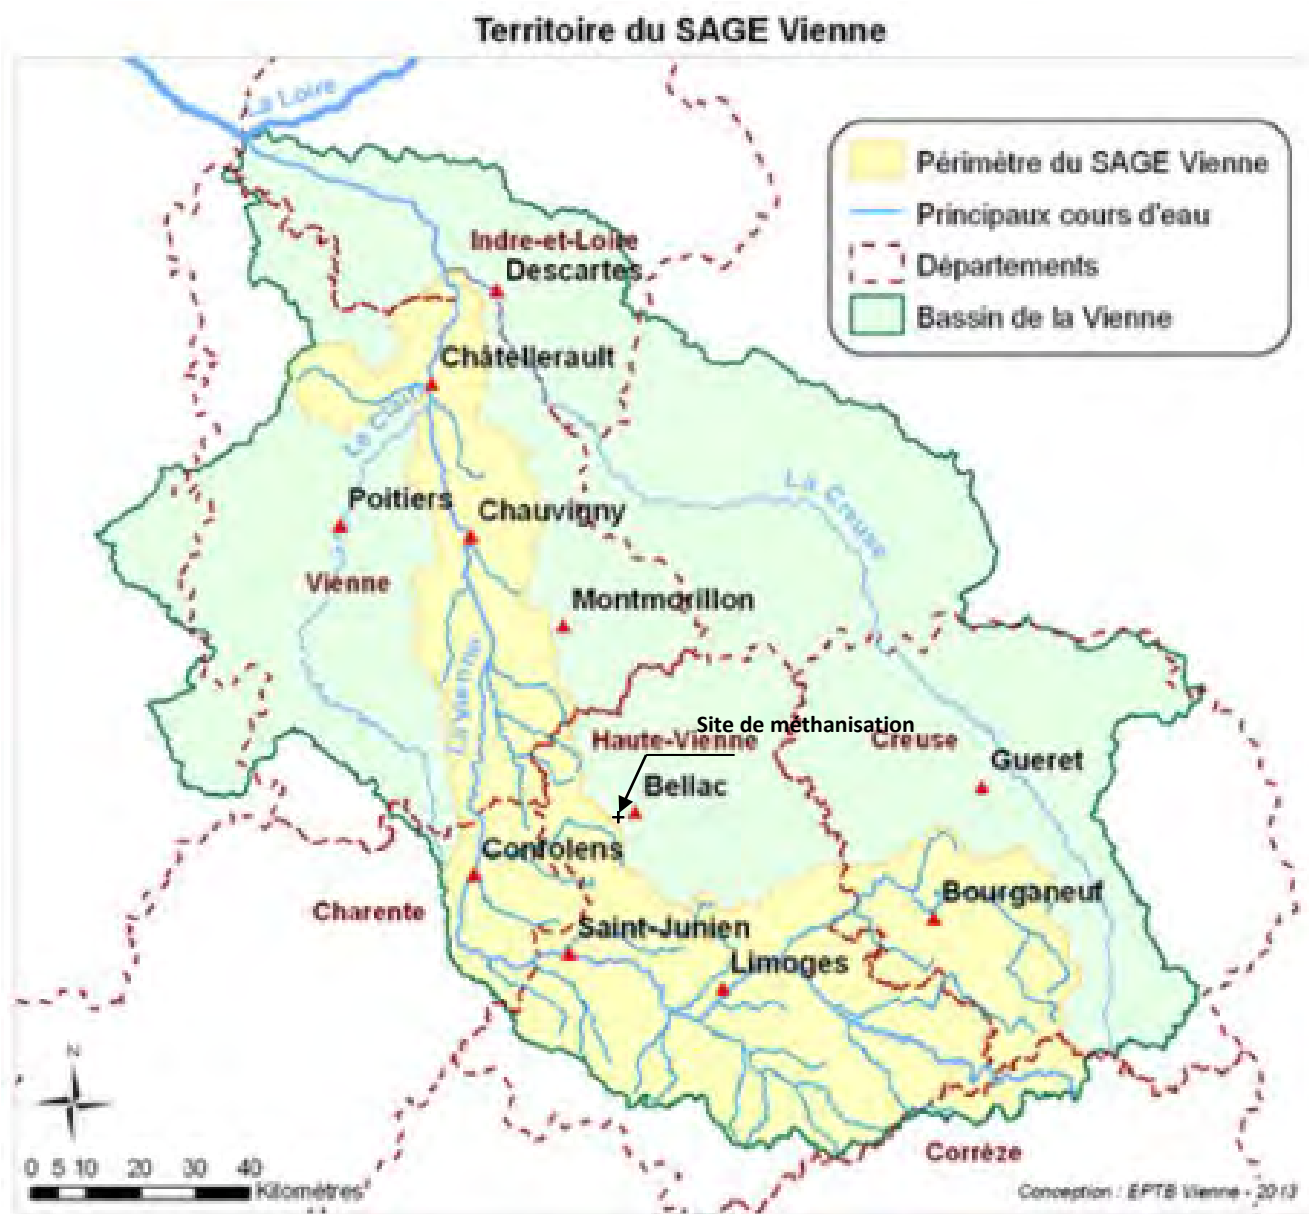 Territoire du SAGE Vienne
La Loire
Périmètre du SAGE Vienne
Principaux cours d'eau
Départements
Bassin de la Vienne
Indre-et-Loire
Descartes
Châtellerault
Le Clain
La Creuse
Poitiers
Chauvigny
Vienne
Montmorillon
La Vienne
Site de méthanisation
Haute-Vienne
Creuse
Gueret
Bellac
Confolens
Charente
Bourganeuf
Saint-Junien
Limoges
N
Corrèze
0 5 10 20 30 40
Kilomètres
Conception : EPTB Vienne - 2013